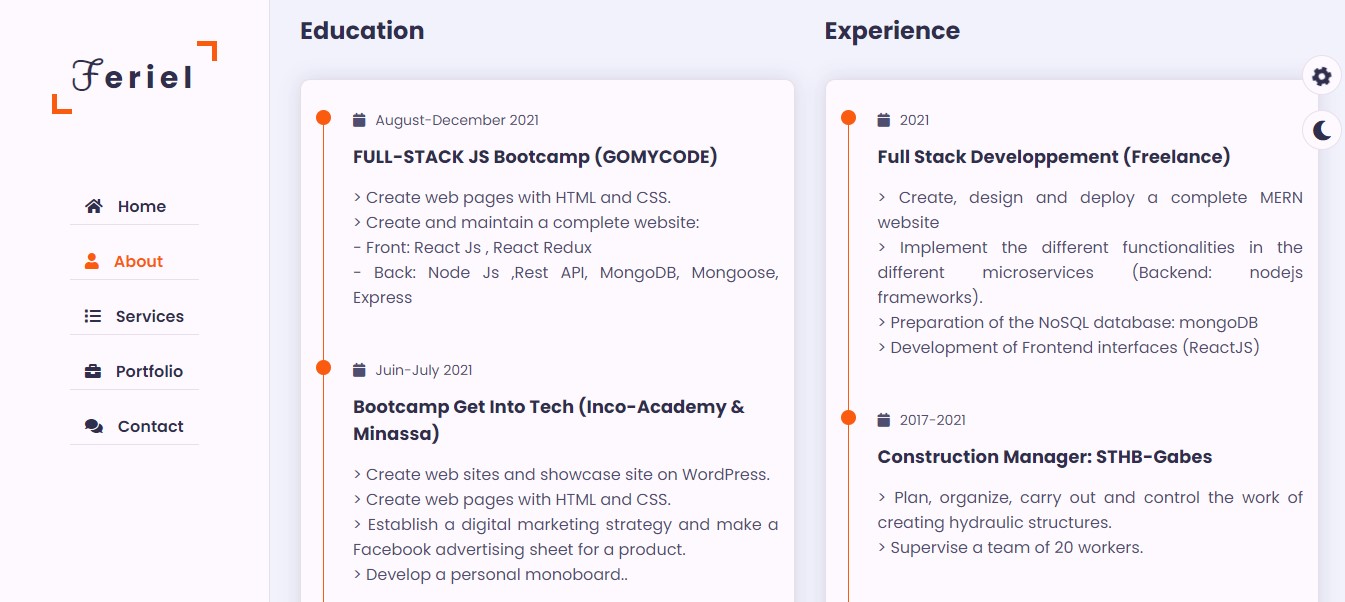 Feriel
Home
About
Services
Portfolio
Contact
Education
August-December 2021
FULL-STACK JS Bootcamp (GOMYCODE)
> Create web pages with HTML and CSS.
> Create and maintain a complete website:
- Front: React Js , React Redux
- Back: Node Js ,Rest API, MongoDB, Mongoose,
Express
Juin-July 2021
Bootcamp Get Into Tech (Inco-Academy &
Minassa)
> Create web sites and showcase site on WordPress.
> Create web pages with HTML and CSS.
> Establish a digital marketing strategy and make a
Facebook advertising sheet for a product.
> Develop a personal monoboard..
Experience
2021
Full Stack Developpement (Freelance)
> Create, design and deploy a complete MERN
website
> Implement the different functionalities in the
different microservices (Backend: nodejs
frameworks).
> Preparation of the NoSQL database: mongoDB
> Development of Frontend interfaces (ReactJS)
2017-2021
Construction Manager: STHB-Gabes
> Plan, organize, carry out and control the work of
creating hydraulic structures.
> Supervise a team of 20 workers.